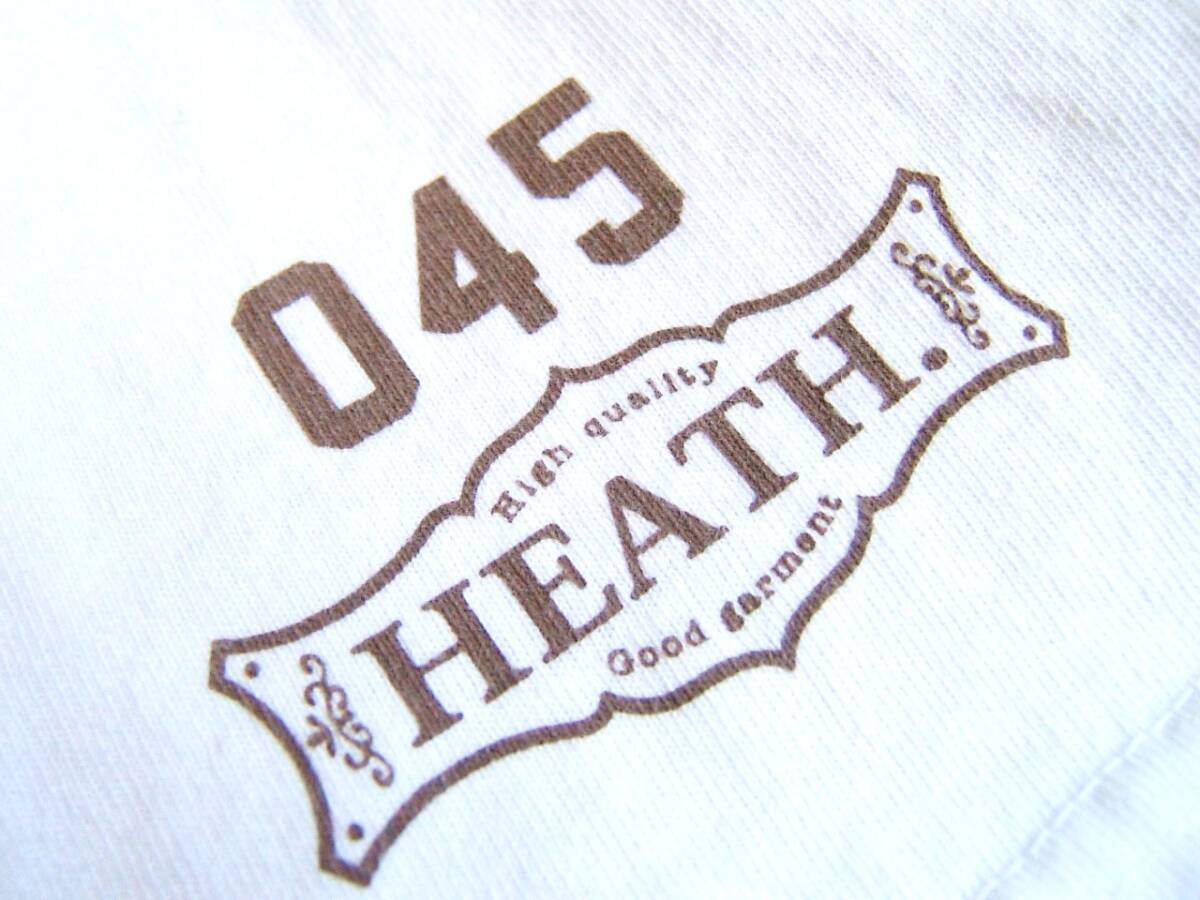 045
High quality
HEATH.
Good garment